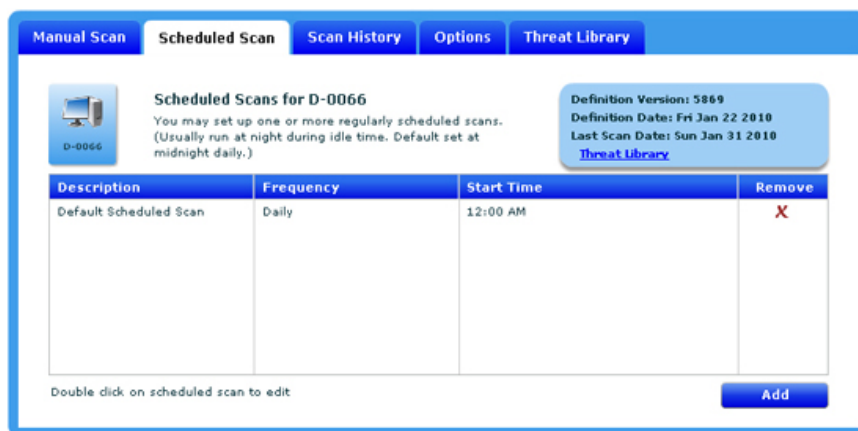 Manual Scan
Scheduled Scan
Scan History
Options
Threat Library
D-0066
Scheduled Scans for D-0066
You may set up one or more regularly scheduled scans.
(Usually run at night during idle time. Default set at
midnight daily.)
Definition Version: 5869
Definition Date: Fri Jan 22 2010
Last Scan Date: Sun Jan 31 2010
Threat Library
Description Frequency Start Time Remove
Default Scheduled Scan Daily 12:00 AM X
Double click on scheduled scan to edit
Add